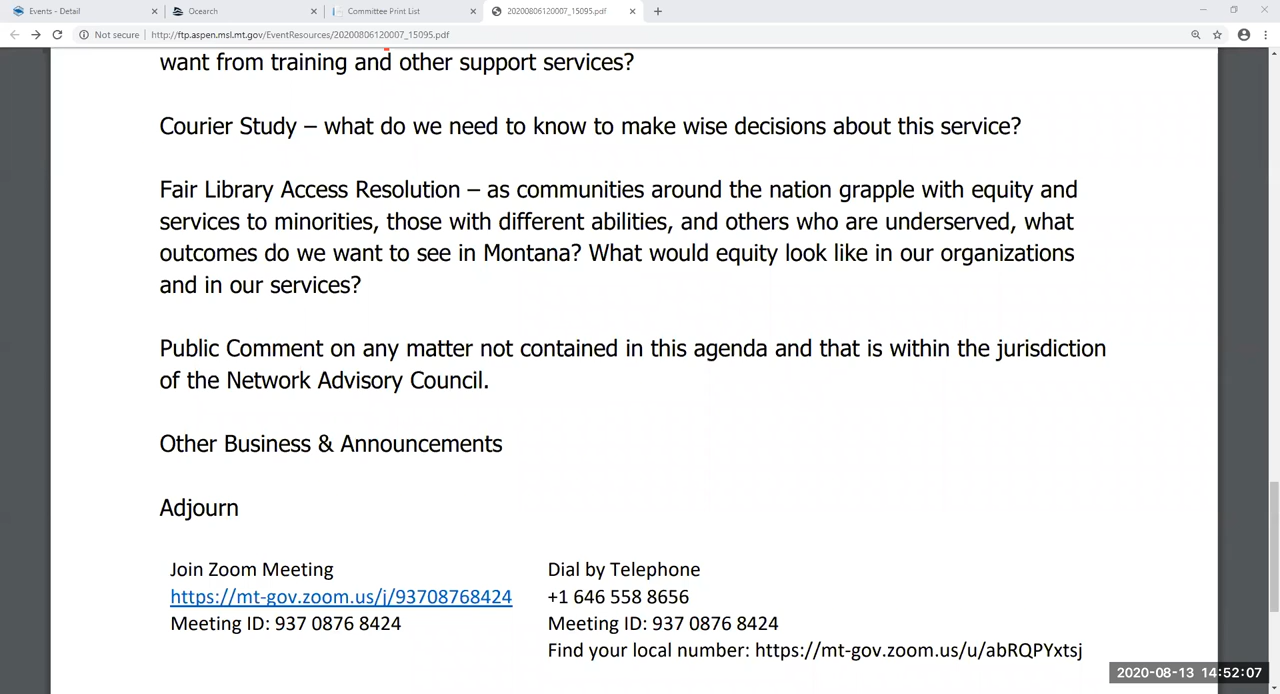 Events - Detail
Ocearch
Committee Print List
20200806120007_15095.pdf
Not secure | http://ftp.aspen.msl.mt.gov/EventResources/20200806120007_15095.pdf
want from training and other support services?
Courier Study – what do we need to know to make wise decisions about this service?
Fair Library Access Resolution – as communities around the nation grapple with equity and
services to minorities, those with different abilities, and others who are underserved, what
outcomes do we want to see in Montana? What would equity look like in our organizations
and in our services?
Public Comment on any matter not contained in this agenda and that is within the jurisdiction
of the Network Advisory Council.
Other Business & Announcements
Adjourn
Join Zoom Meeting
https://mt-gov.zoom.us/j/93708768424
Meeting ID: 937 0876 8424
Dial by Telephone
+1 646 558 8656
Meeting ID: 937 0876 8424
Find your local number: https://mt-gov.zoom.us/u/abRQPYxtsj
2020-08-13 14:52:07